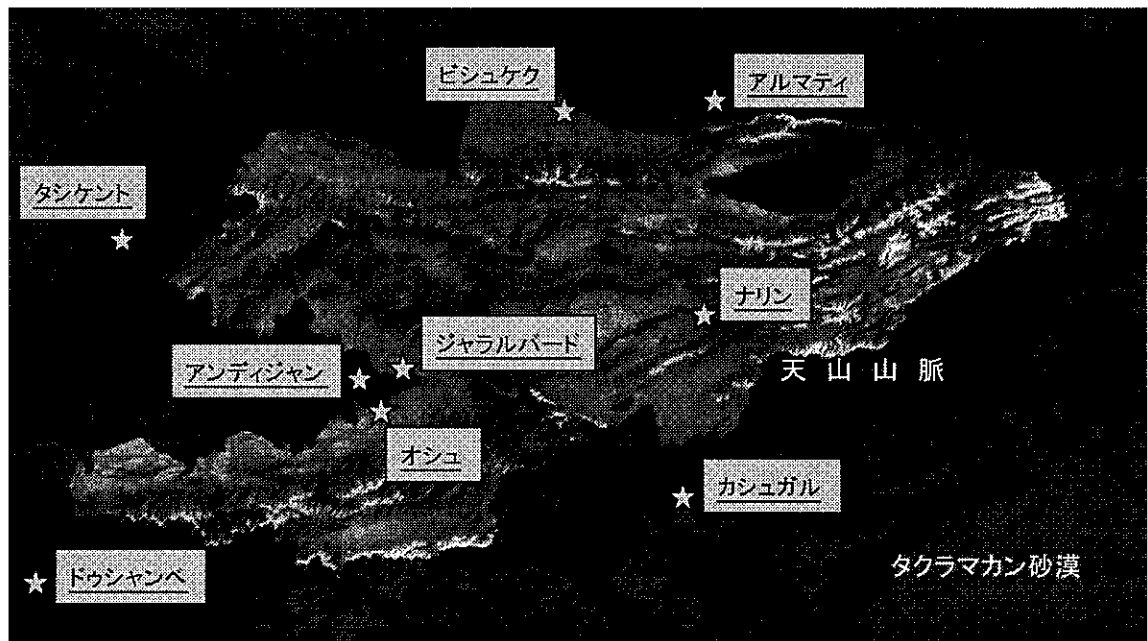 ビシュケク
アルマティ
タシケント
ナリン
ジャラルバード
アンディジャン
天山山脈
オシュ
カシュガル
タクラマカン砂漠
ドゥシャンベ